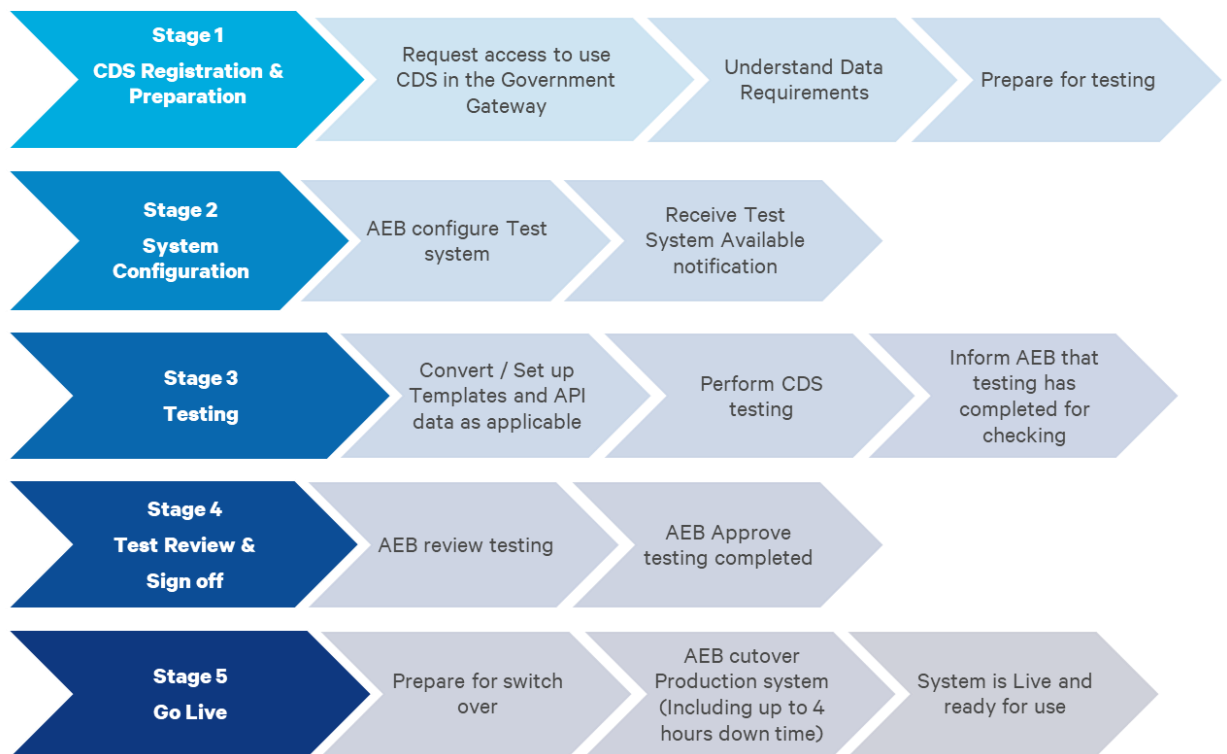 Stage 1
CDS Registration &
Preparation
Request access to use
CDS in the Government
Gateway
Understand Data
Requirements
Prepare for testing
Stage 2
System
Configuration
AEB configure Test
system
Receive Test
System Available
notification
Stage 3
Testing
Convert / Set up
Templates and API
data as applicable
Perform CDS
testing
Inform AEB that
testing has
completed for
checking
Stage 4
Test Review &
Sign off
AEB review testing
AEB Approve
testing completed
Stage 5
Go Live
Prepare for switch
over
AEB cutover
Production system
(Including up to 4
hours down time)
System is Live and
ready for use